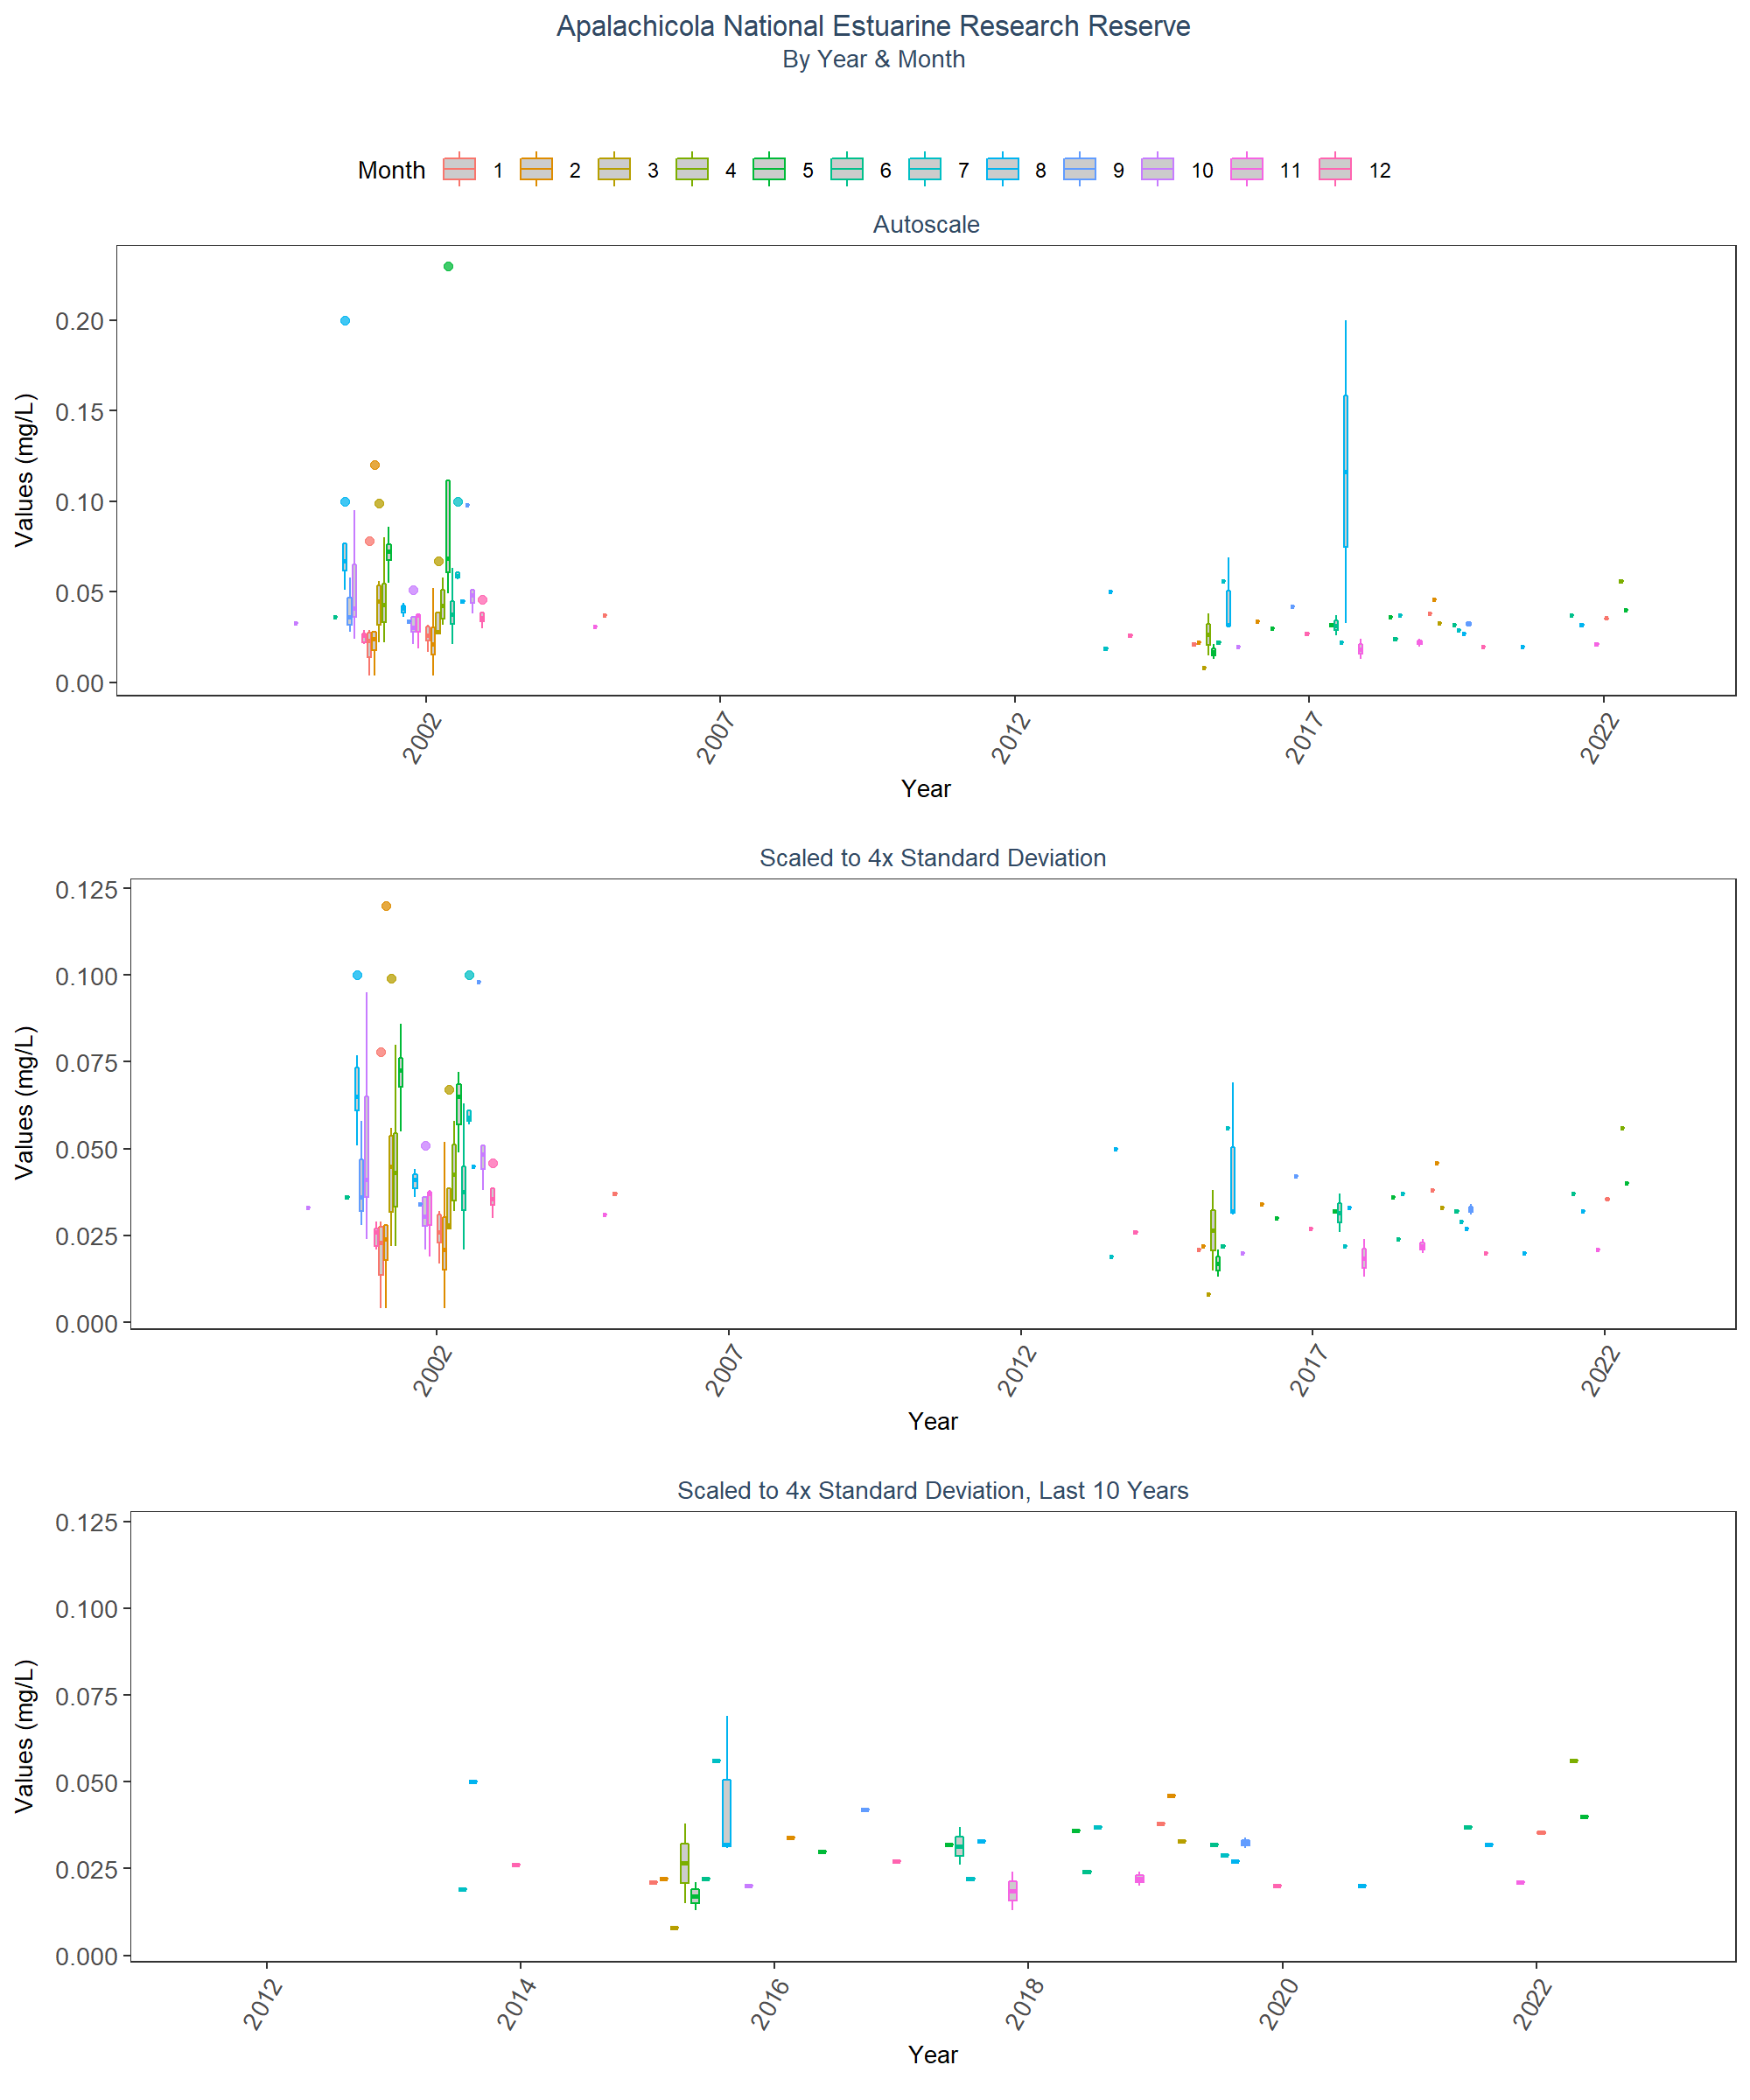 Apalachicola National Estuarine Research Reserve
By Year & Month
Month 1 2 3 4 5 6 7 8 9 10 11 12
Autoscale
Values (mg/L)
0.20
0.15
0.10
0.05
0.00
2002 2007 2012 2017 2022
Year
Scaled to 4x Standard Deviation
Values (mg/L)
0.125
0.100
0.075
0.050
0.025
0.000
2002 2007 2012 2017 2022
Year
Scaled to 4x Standard Deviation, Last 10 Years
Values (mg/L)
0.125
0.100
0.075
0.050
0.025
0.000
2012 2014 2016 2018 2020 2022
Year